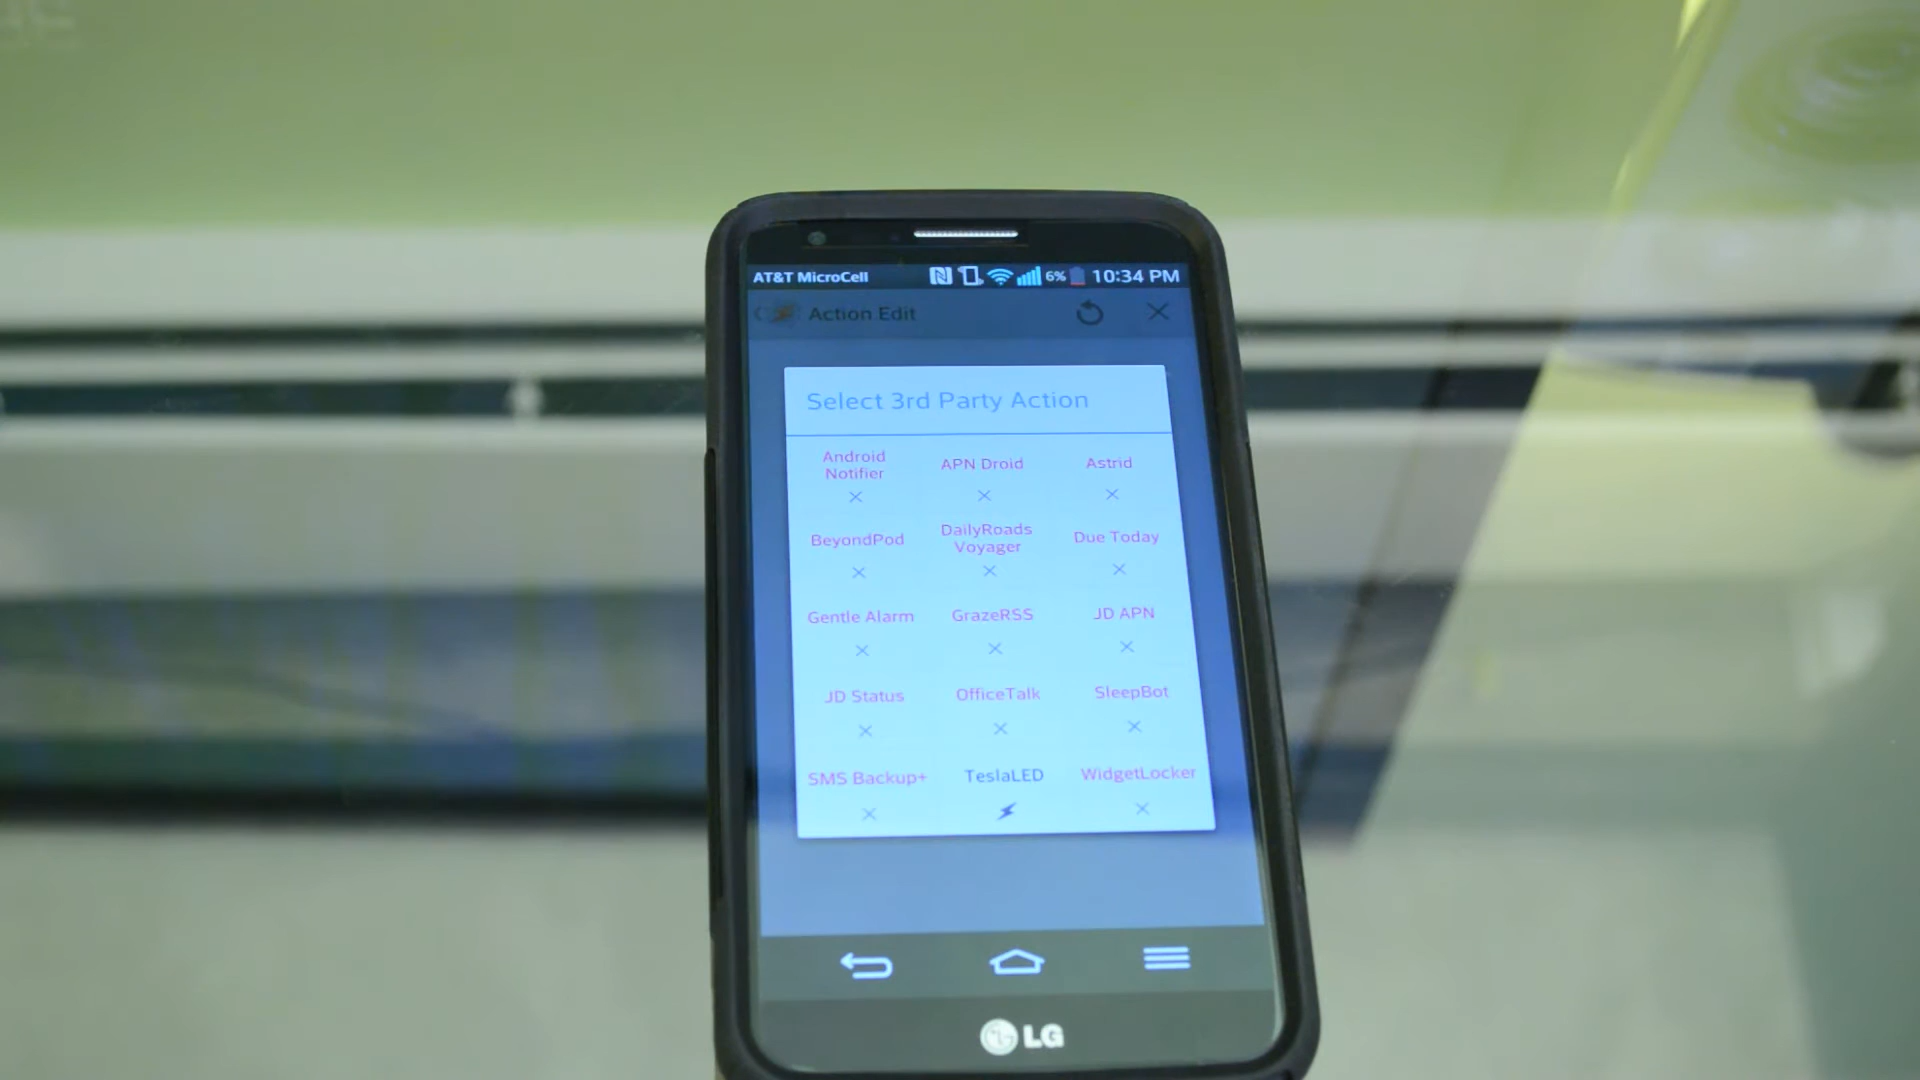 AT&T MicroCell 6% 10:34 PM
Action Edit
Select 3rd Party Action
Android Notifier
APN Droid
Astrid
BeyondPod
DailyRoads Voyager
Due Today
Gentle Alarm
GrazeRSS
JD APN
JD Status
OfficeTalk
SleepBot
SMS Backup+
TeslaLED
WidgetLocker
LG